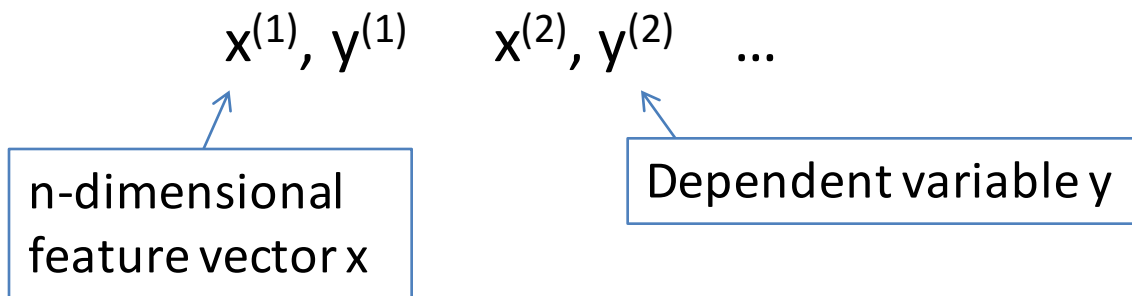 x(1), y(1) x(2), y(2) …
n-dimensional
feature vector x
Dependent variable y